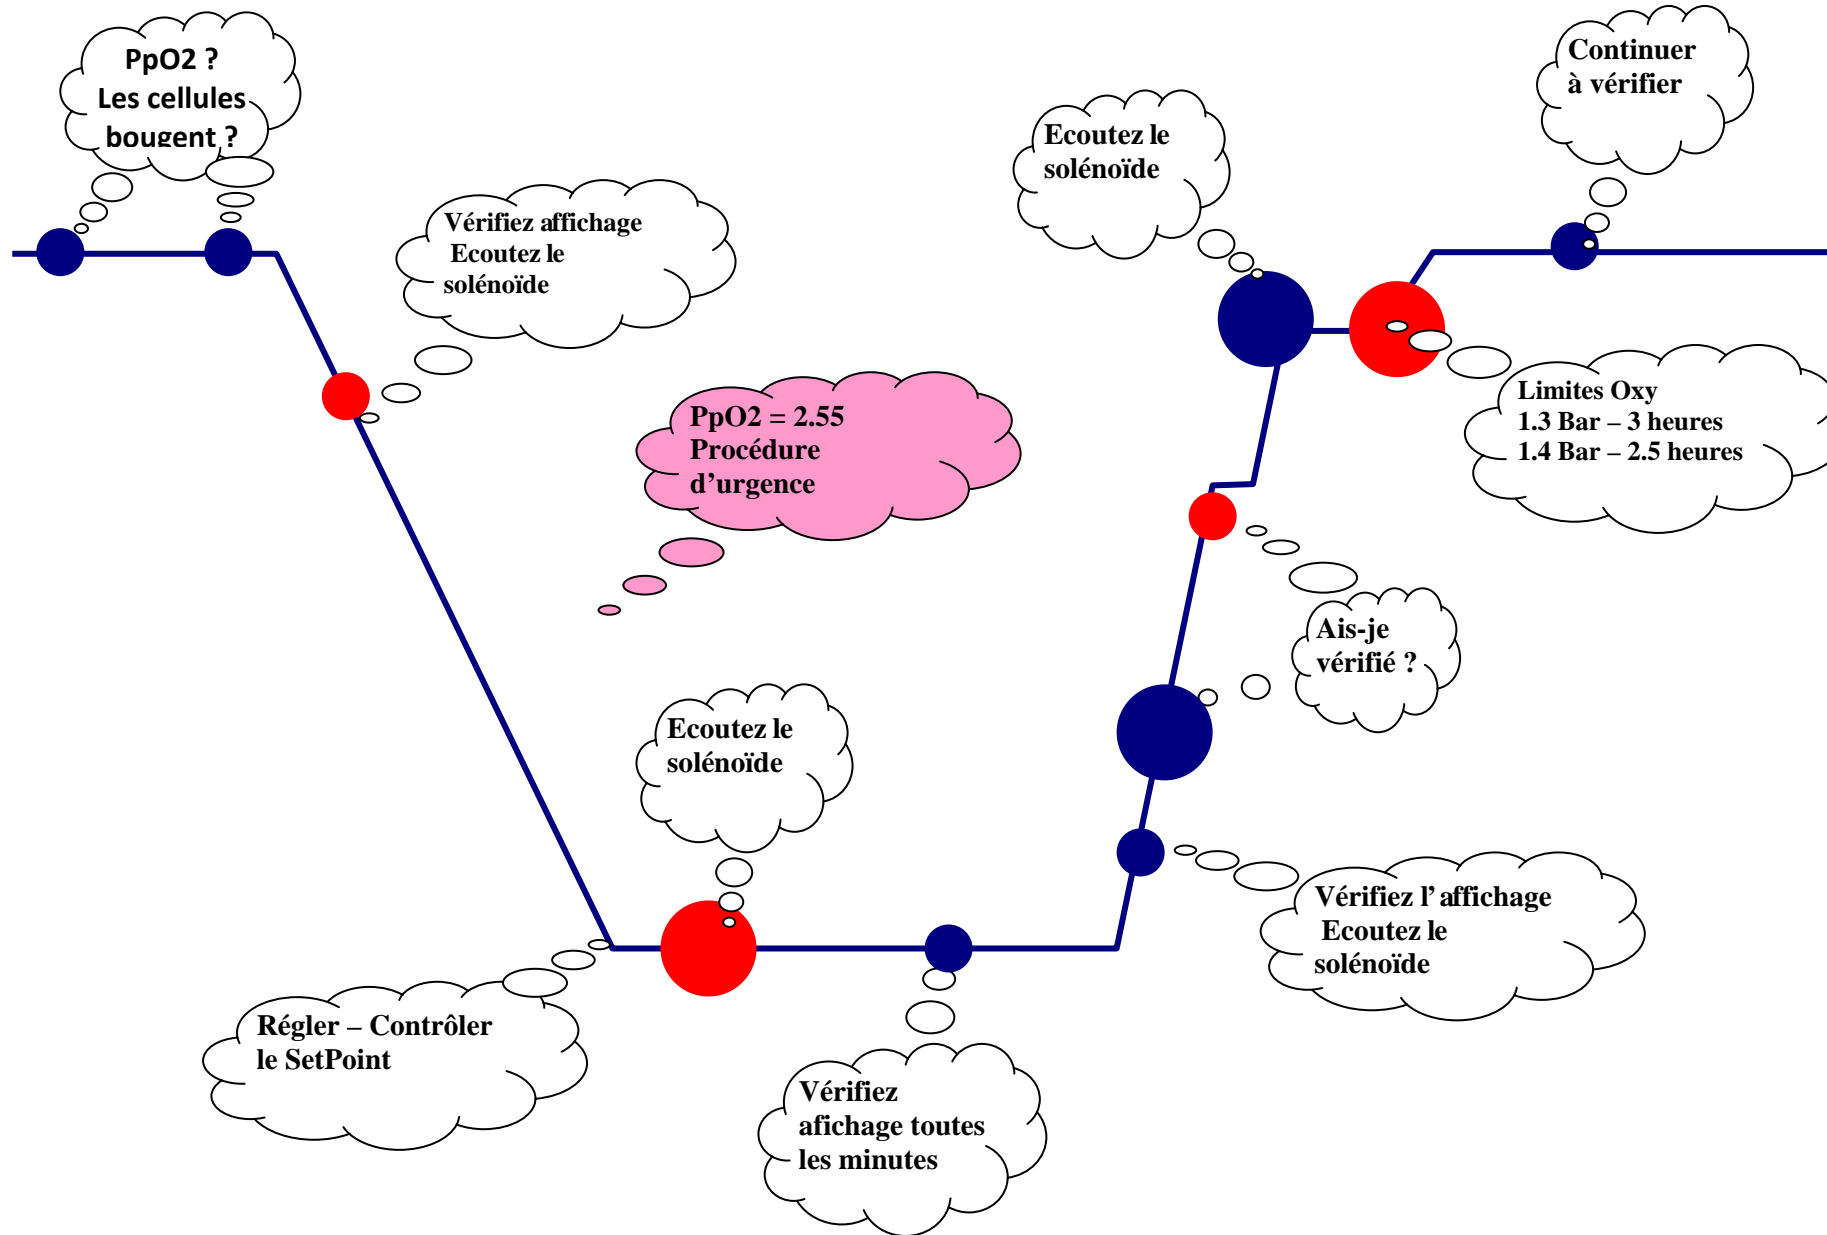 PpO2 ?
Les cellules
bougent ?
Continuer
à vérifier
Ecoutez le
solénoïde
Vérifiez affichage
Ecoutez le
solénoïde
Limites Oxy
1.3 Bar – 3 heures
1.4 Bar – 2.5 heures
PpO2 = 2.55
Procédure
d’urgence
Ais-je
vérifié ?
Ecoutez le
solénoïde
Vérifiez l’affichage
Ecoutez le
solénoïde
Régler – Contrôler
le SetPoint
Vérifiez
afichage toutes
les minutes